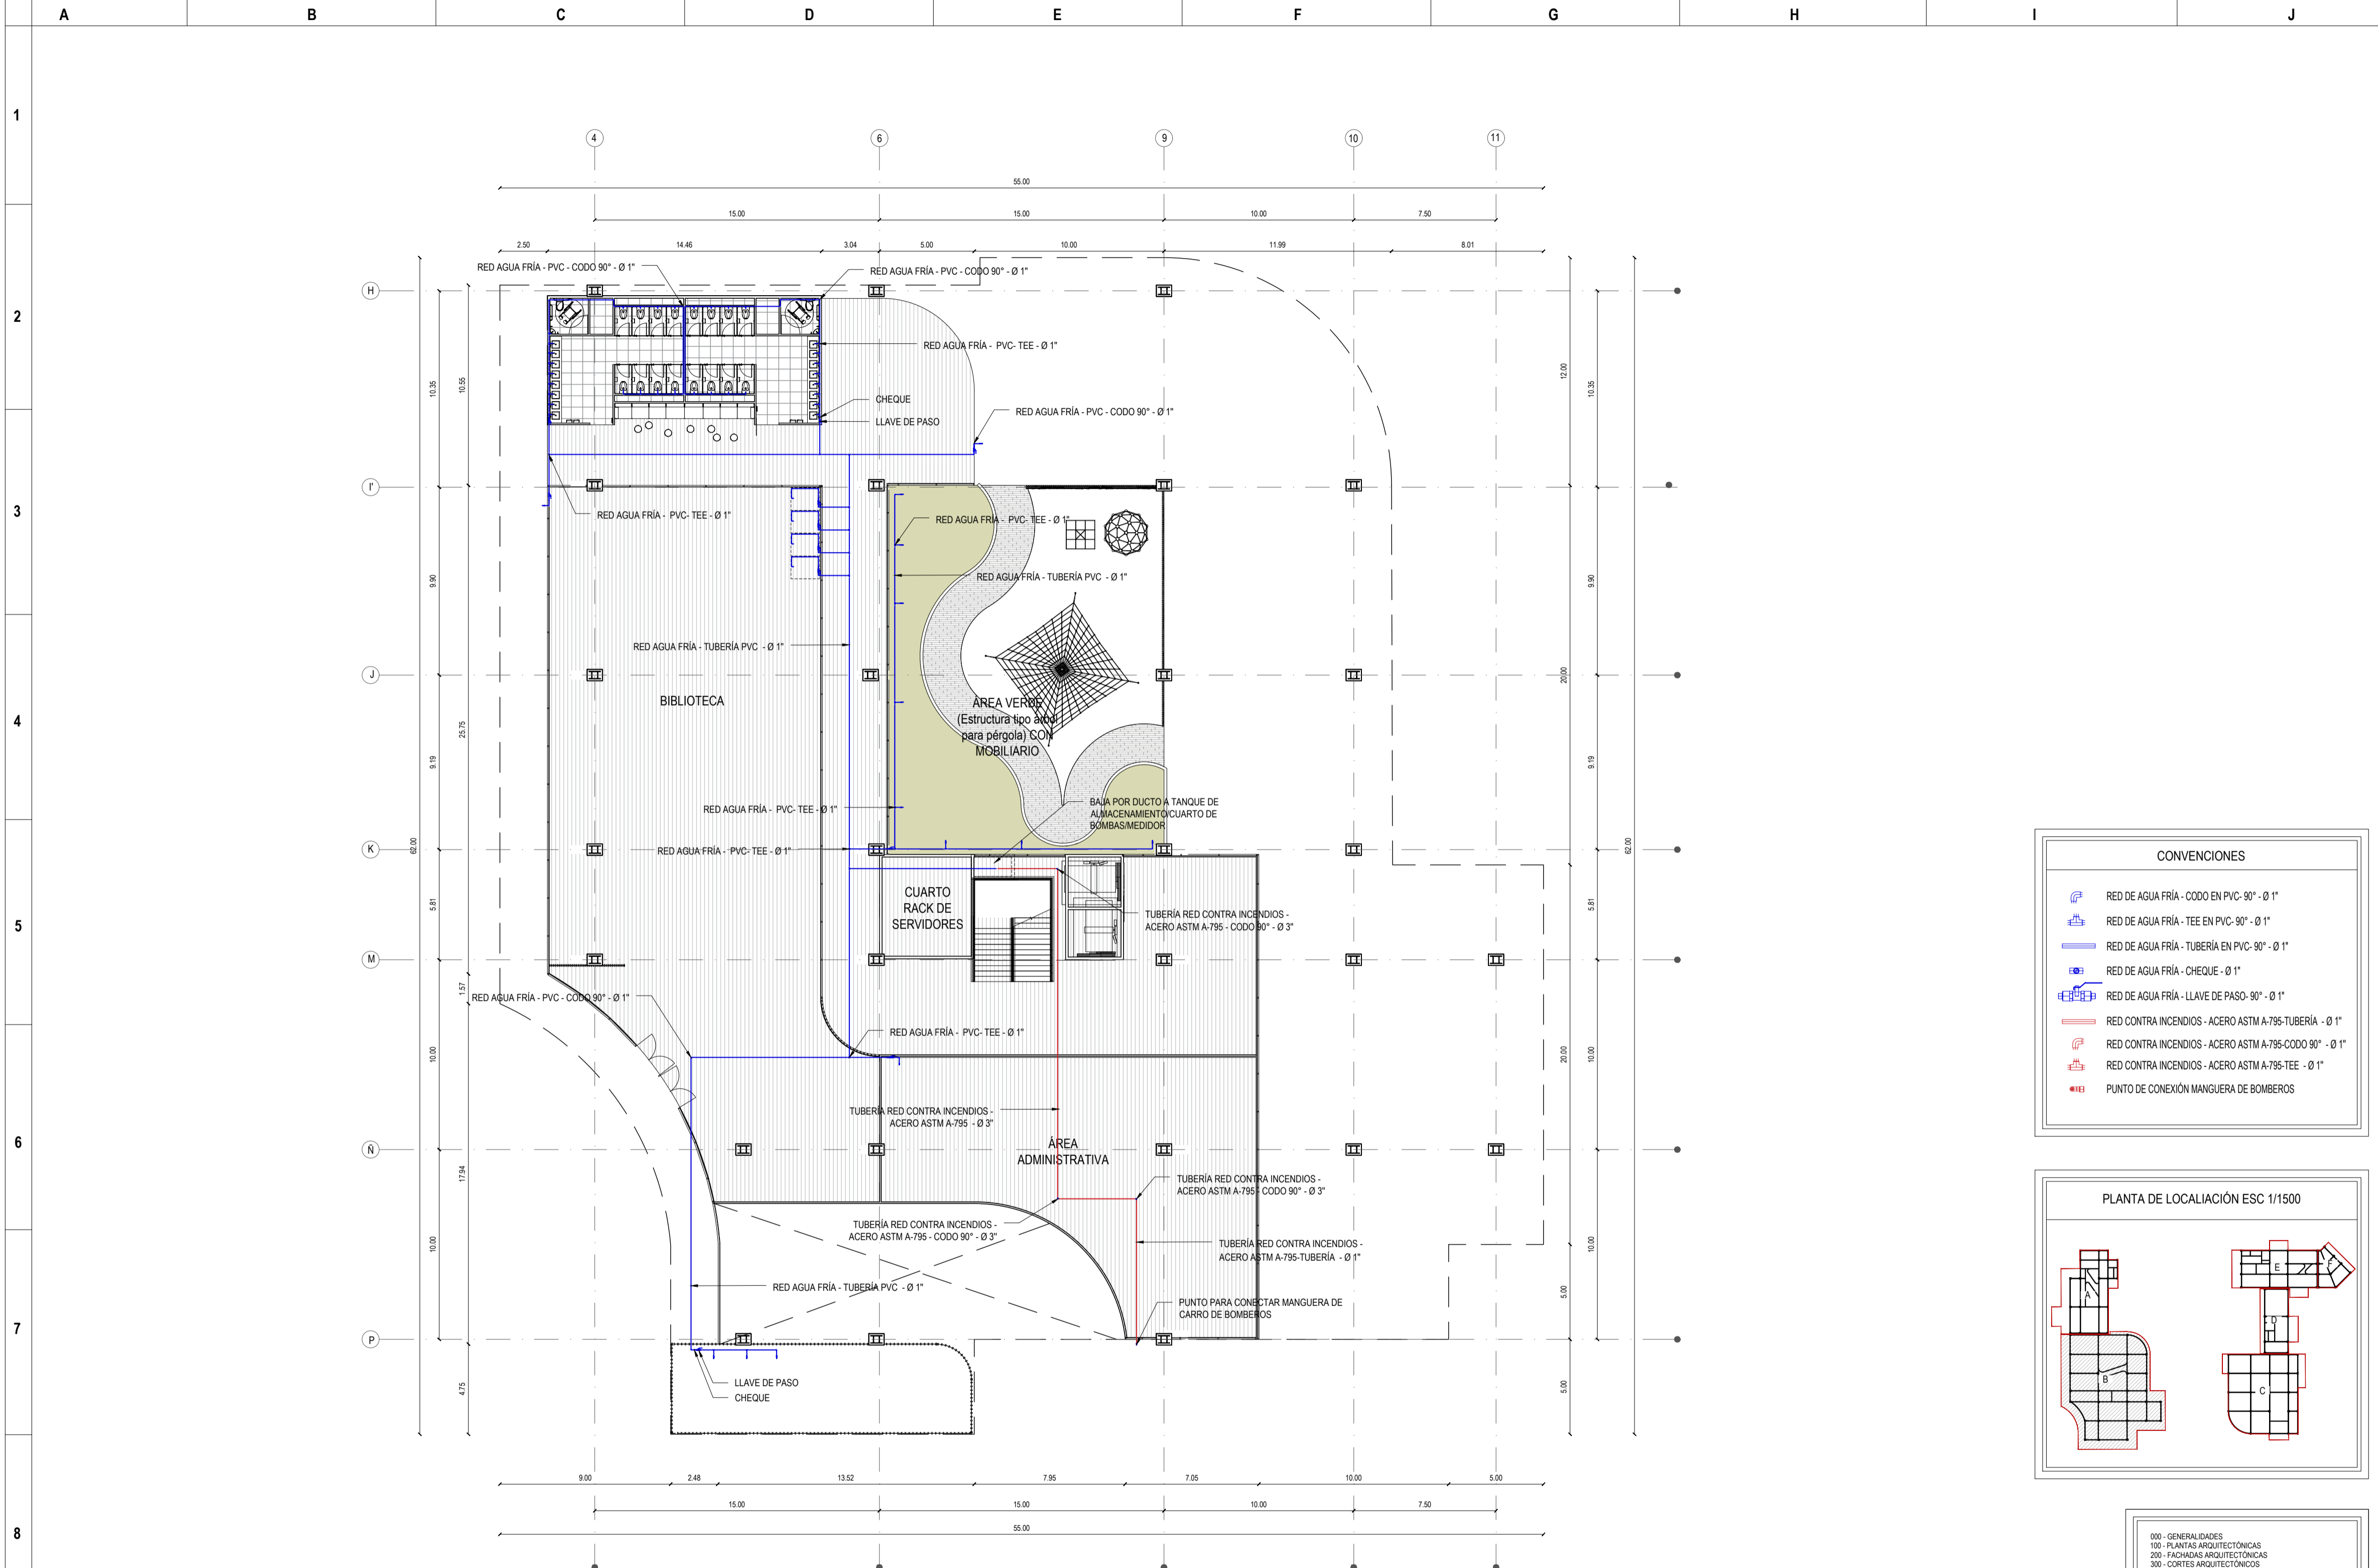 A B C D E F G H I J
1
2
3
4
5
6
7
8
4 6 9 10 11
55.00
15.00 15.00 10.00 7.50
2.50 14.46 3.04 5.00 10.00 11.99 8.01
RED AGUA FRÍA - PVC - CODO 90° - Ø 1"
RED AGUA FRÍA - PVC - CODO 90° - Ø 1"
H
RED AGUA FRÍA - PVC- TEE - Ø 1"
10.35
10.55
12.00
10.35
CHEQUE
LLAVE DE PASO
RED AGUA FRÍA - PVC - CODO 90° - Ø 1"
I'
RED AGUA FRÍA - PVC- TEE - Ø 1"
RED AGUA FRÍA - PVC- TEE - Ø 1"
RED AGUA FRÍA - TUBERÍA PVC - Ø 1"
9.90
9.90
RED AGUA FRÍA - TUBERÍA PVC - Ø 1"
J
20.00
BIBLIOTECA
ÁREA VERDE
(Estructura tipo árbol
para pérgola) CON
MOBILIARIO
25.75
9.19
9.19
RED AGUA FRÍA - PVC- TEE - Ø 1"
BAJA POR DUCTO A TANQUE DE
ALMACENAMIENTO/CUARTO DE
BOMBAS/MEDIDOR
K
62.00
62.00
RED AGUA FRÍA - PVC- TEE - Ø 1"
CUARTO
RACK DE
SERVIDORES
5.81
5.81
TUBERÍA RED CONTRA INCENDIOS -
ACERO ASTM A-795 - CODO 90° - Ø 3"
M
1.57
RED AGUA FRÍA - PVC - CODO 90° - Ø 1"
RED AGUA FRÍA - PVC- TEE - Ø 1"
10.00
20.00
10.00
TUBERÍA RED CONTRA INCENDIOS -
ACERO ASTM A-795 - Ø 3"
Ñ
ÁREA
ADMINISTRATIVA
17.94
TUBERÍA RED CONTRA INCENDIOS -
ACERO ASTM A-795 - CODO 90° - Ø 3"
TUBERÍA RED CONTRA INCENDIOS -
ACERO ASTM A-795 - CODO 90° - Ø 3"
10.00
10.00
TUBERÍA RED CONTRA INCENDIOS -
ACERO ASTM A-795-TUBERÍA - Ø 1"
RED AGUA FRÍA - TUBERÍA PVC - Ø 1"
5.00
PUNTO PARA CONECTAR MANGUERA DE
CARRO DE BOMBEROS
P
LLAVE DE PASO
CHEQUE
4.75
5.00
9.00 2.48 13.52 7.95 7.05 10.00 5.00
15.00 15.00 10.00 7.50
55.00
CONVENCIONES
RED DE AGUA FRÍA - CODO EN PVC- 90° - Ø 1"
RED DE AGUA FRÍA - TEE EN PVC- 90° - Ø 1"
RED DE AGUA FRÍA - TUBERÍA EN PVC- 90° - Ø 1"
RED DE AGUA FRÍA - CHEQUE - Ø 1"
RED DE AGUA FRÍA - LLAVE DE PASO- 90° - Ø 1"
RED CONTRA INCENDIOS - ACERO ASTM A-795-TUBERÍA - Ø 1"
RED CONTRA INCENDIOS - ACERO ASTM A-795-CODO 90° - Ø 1"
RED CONTRA INCENDIOS - ACERO ASTM A-795-TEE - Ø 1"
PUNTO DE CONEXIÓN MANGUERA DE BOMBEROS
PLANTA DE LOCALIACIÓN ESC 1/1500
A
B
E
F
D
C
000 - GENERALIDADES
100 - PLANTAS ARQUITECTÓNICAS
200 - FACHADAS ARQUITECTÓNICAS
300 - CORTES ARQUITECTÓNICOS